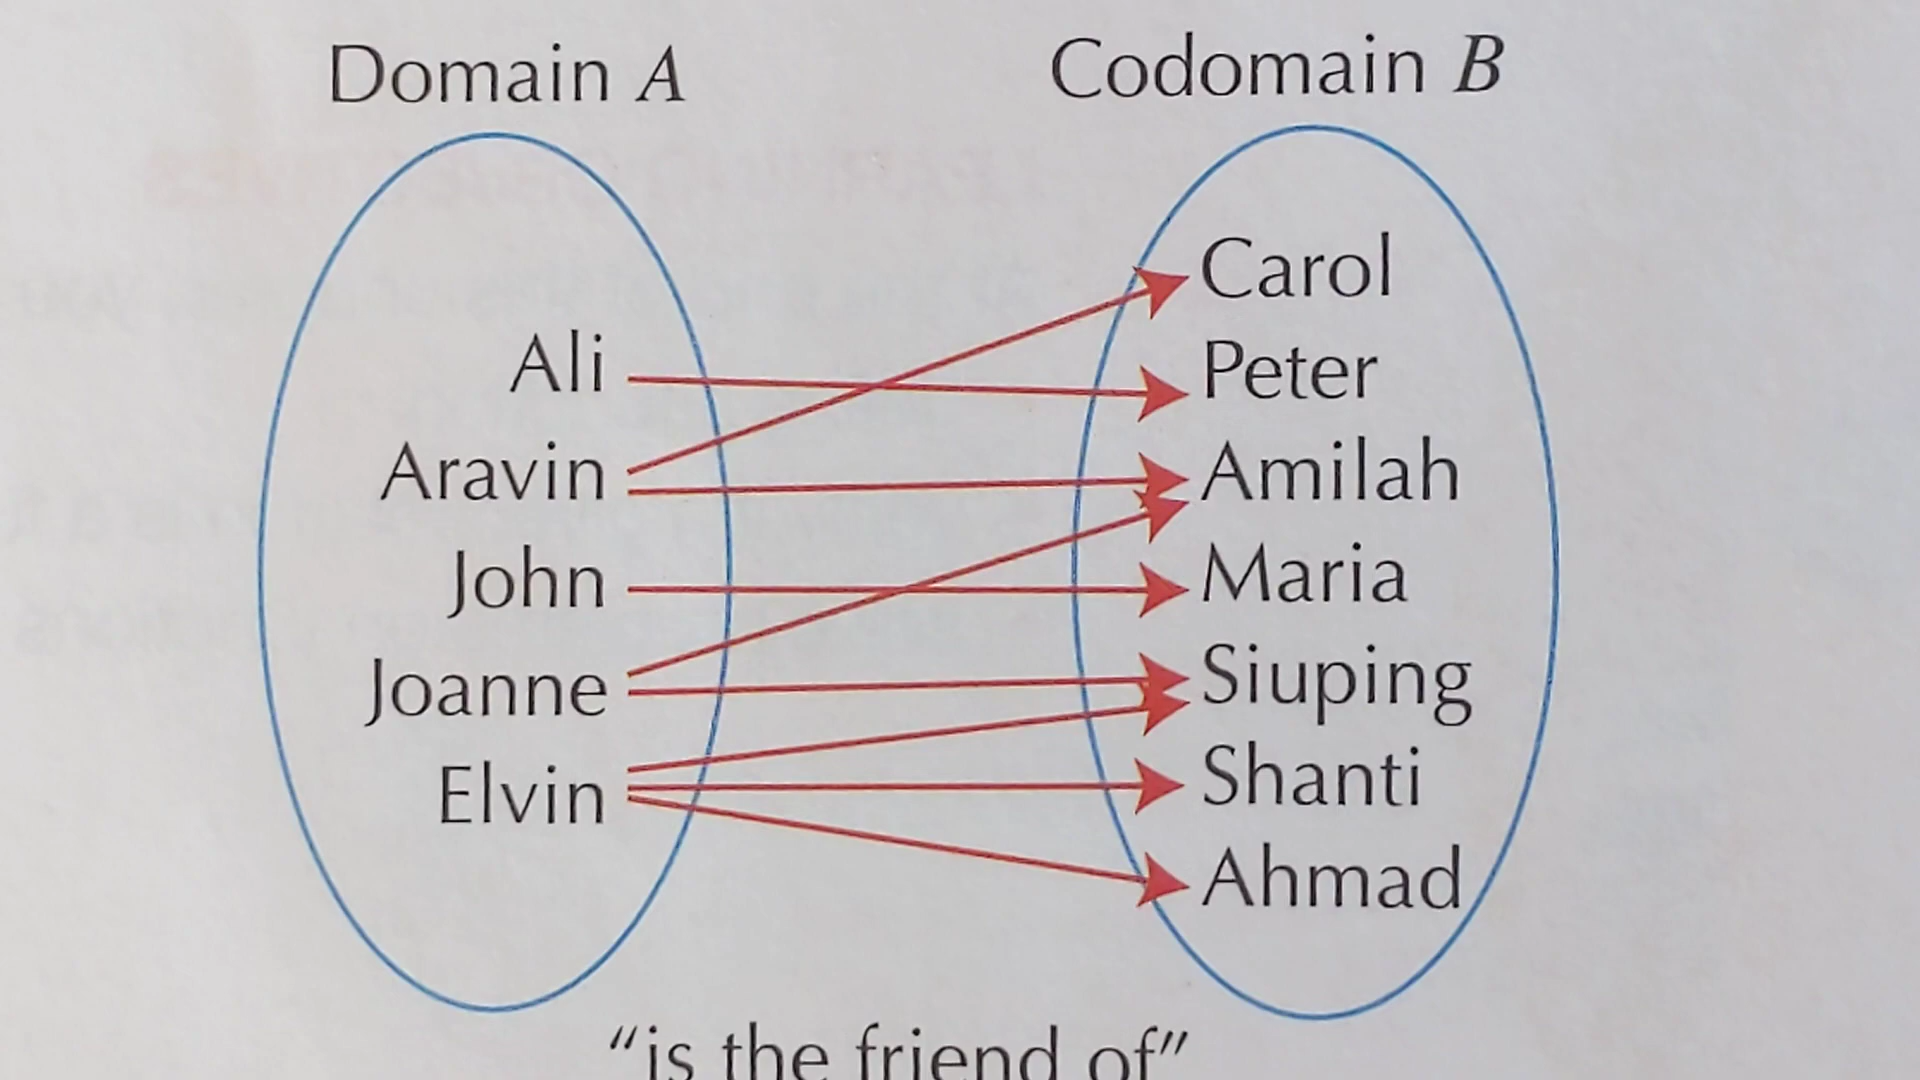 Domain A
Codomain B
Ali
Aravin
John
Joanne
Elvin
Carol
Peter
Amilah
Maria
Siuping
Shanti
Ahmad
“is the friend of”